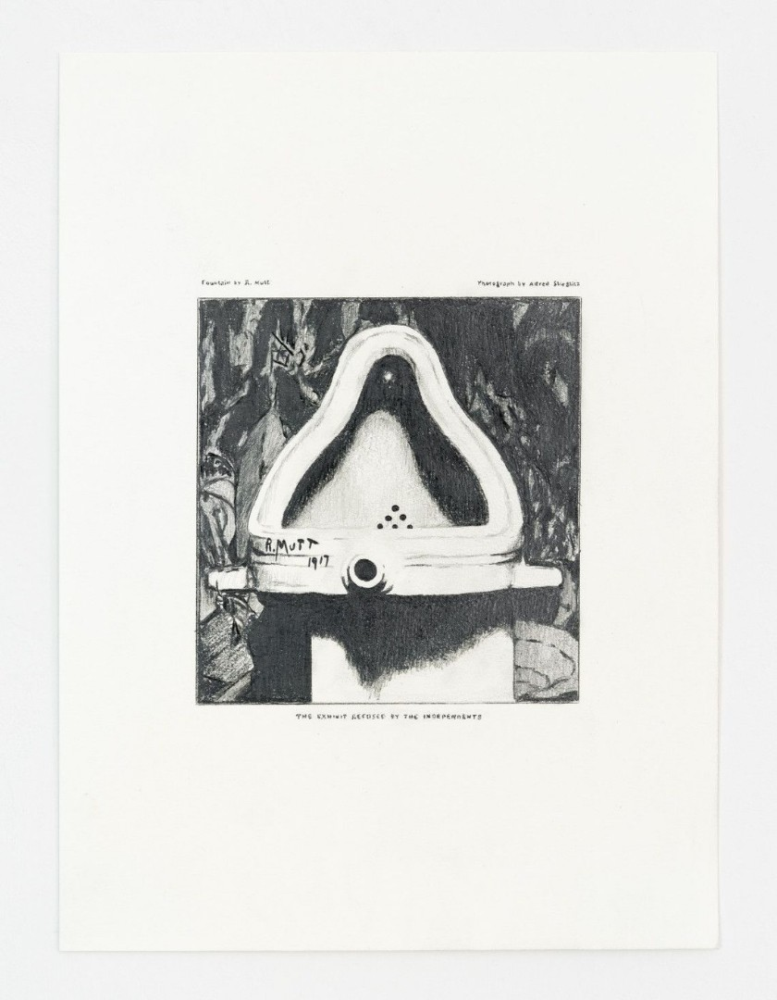 Fountain by R. Mutt
Photograph by Alfred Stieglitz
R. MUTT
1917
THE EXHIBIT REFUSED BY THE INDEPENDENTS